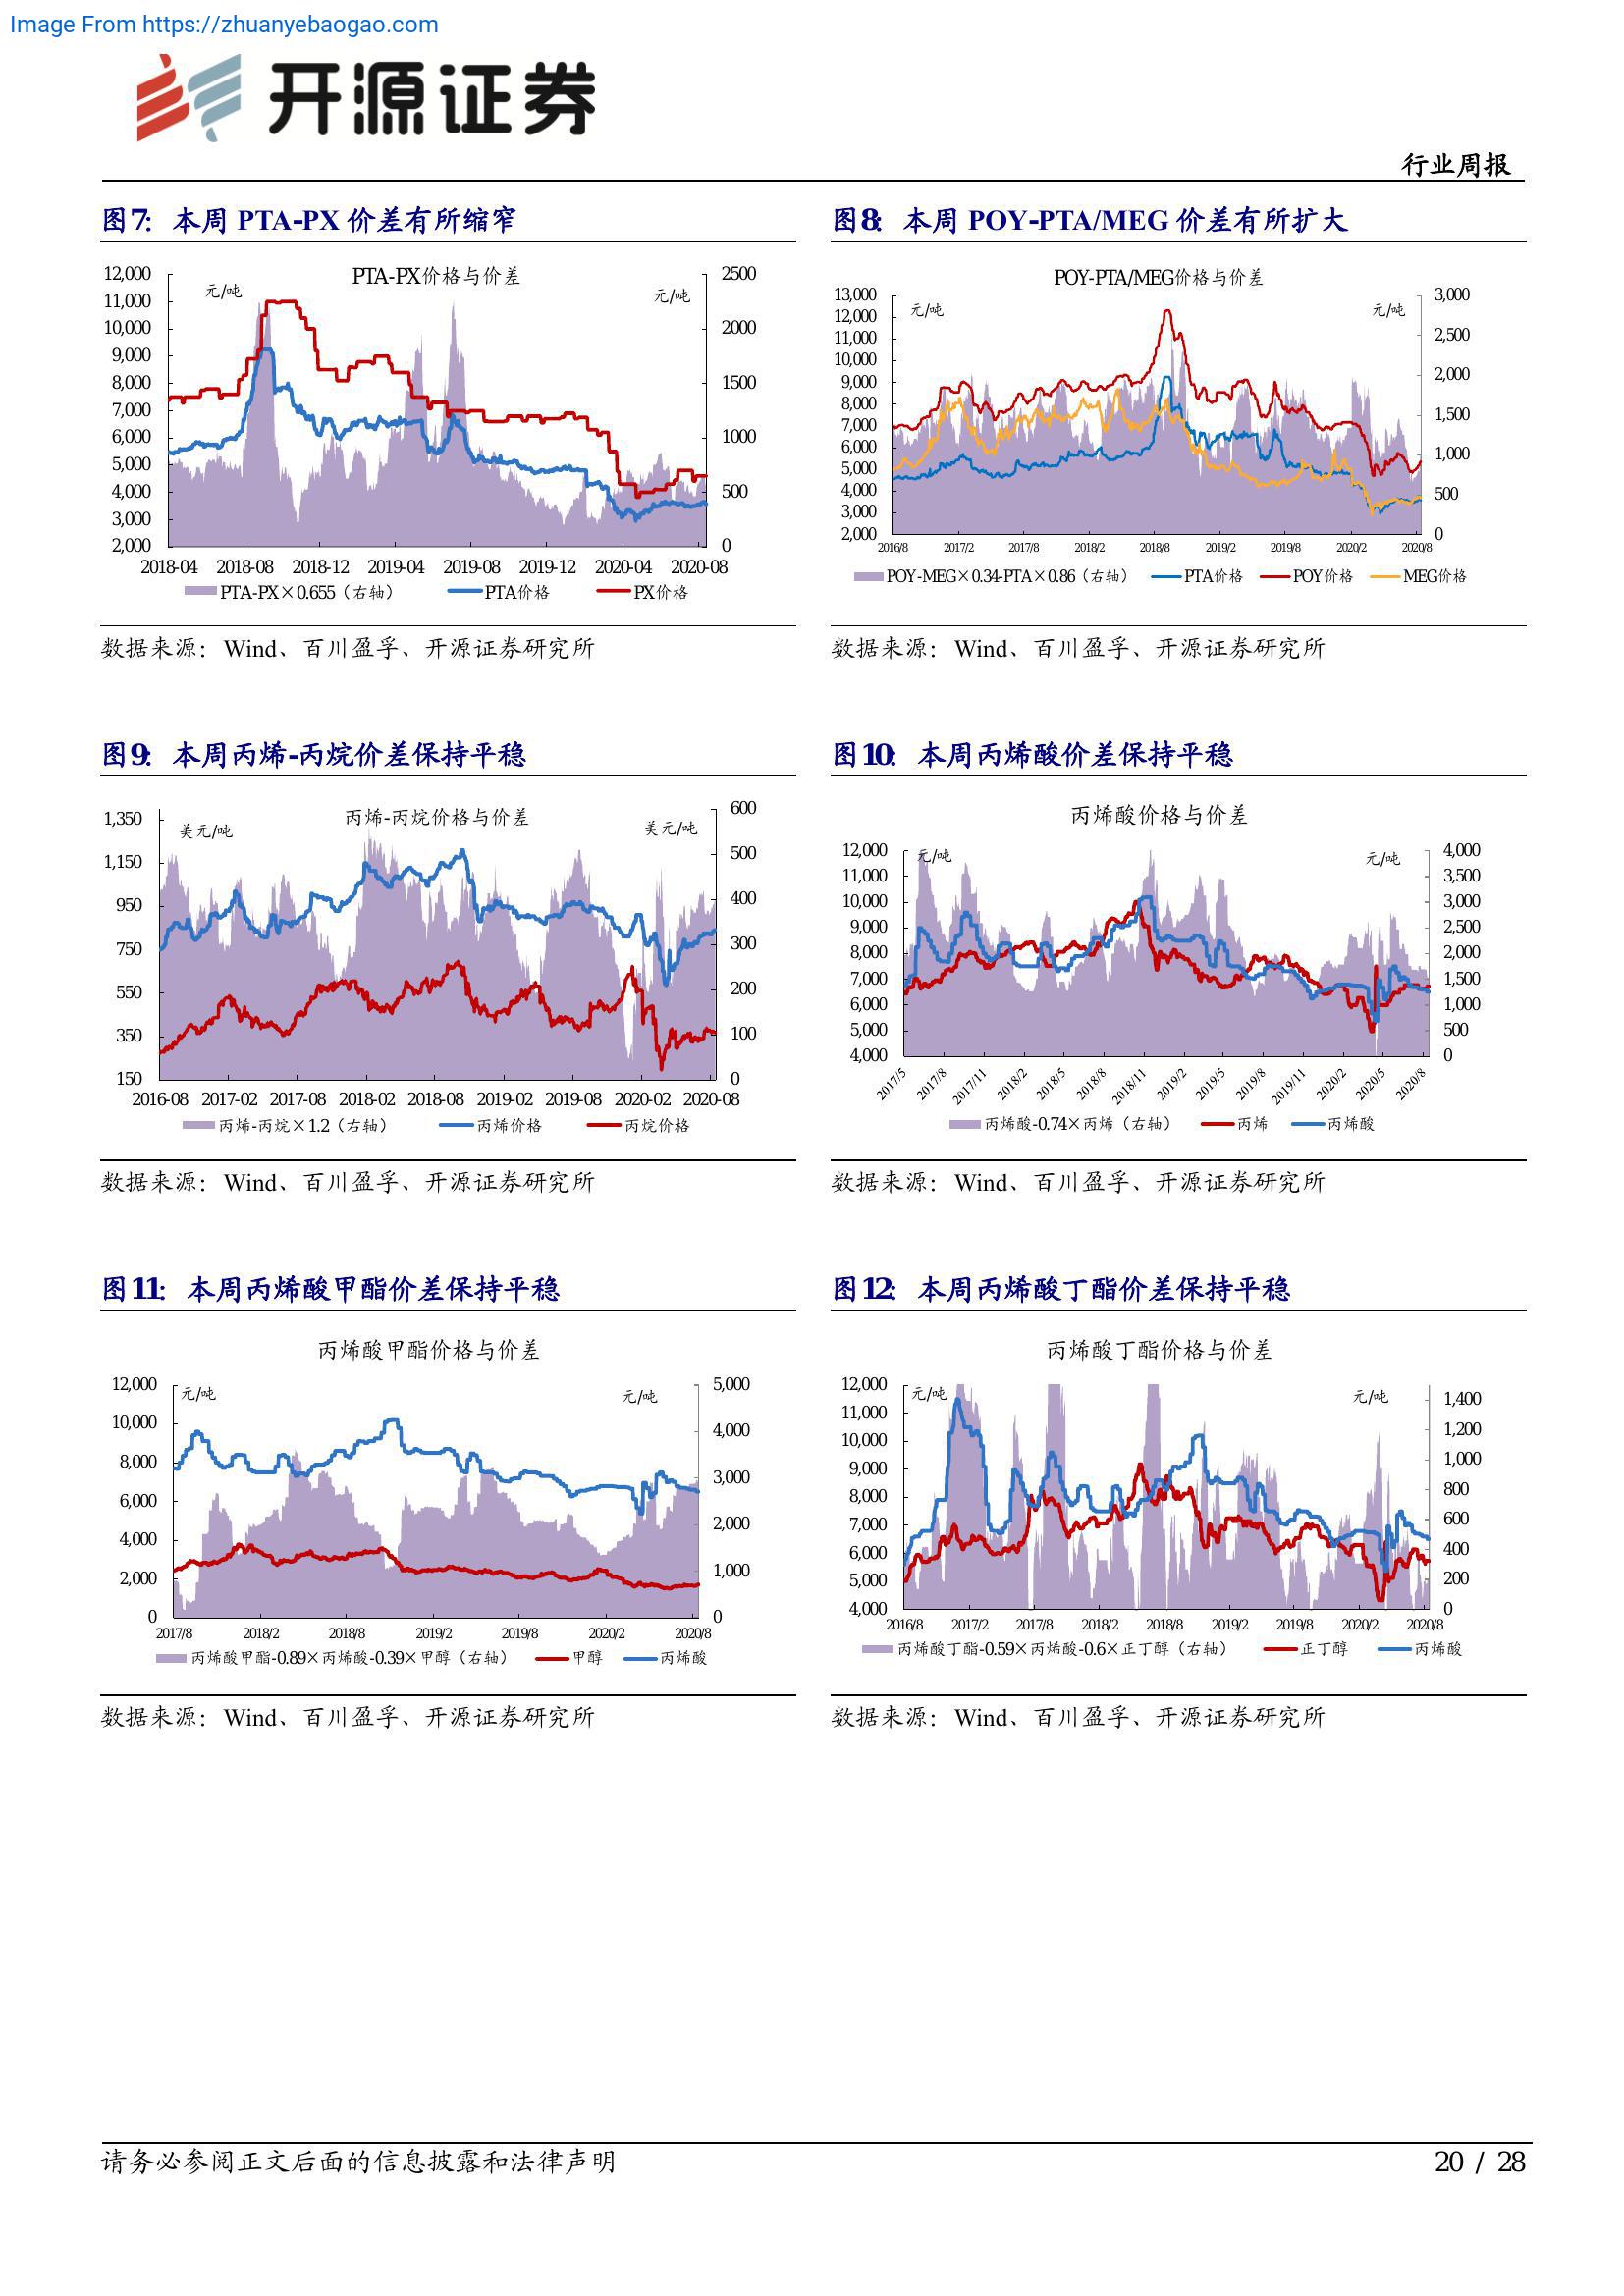 Image From https://zhuanyebaogao.com
开源证券
行业周报
图7： 本周 PTA-PX 价差有所缩窄
PTA-PX价格与价差
元/吨
元/吨
12,000
11,000
10,000
9,000
8,000
7,000
6,000
5,000
4,000
3,000
2,000
2500
2000
1500
1000
500
0
2018-04 2018-08 2018-12 2019-04 2019-08 2019-12 2020-04 2020-08
PTA-PX×0.655（右轴） PTA价格 PX价格
数据来源：Wind、百川盈孚、开源证券研究所
图8： 本周 POY-PTA/MEG 价差有所扩大
POY-PTA/MEG价格与价差
元/吨
元/吨
13,000
12,000
11,000
10,000
9,000
8,000
7,000
6,000
5,000
4,000
3,000
2,000
3,000
2,500
2,000
1,500
1,000
500
0
2016/8 2017/2 2017/8 2018/2 2018/8 2019/2 2019/8 2020/2 2020/8
POY-MEG×0.34-PTA×0.86（右轴） PTA价格 POY价格 MEG价格
数据来源：Wind、百川盈孚、开源证券研究所
图9： 本周丙烯-丙烷价差保持平稳
丙烯-丙烷价格与价差
美元/吨
美元/吨
1,350
1,150
950
750
550
350
150
600
500
400
300
200
100
0
2016-08 2017-02 2017-08 2018-02 2018-08 2019-02 2019-08 2020-02 2020-08
丙烯-丙烷×1.2（右轴） 丙烯价格 丙烷价格
数据来源：Wind、百川盈孚、开源证券研究所
图10： 本周丙烯酸价差保持平稳
丙烯酸价格与价差
元/吨
元/吨
12,000
11,000
10,000
9,000
8,000
7,000
6,000
5,000
4,000
4,000
3,500
3,000
2,500
2,000
1,500
1,000
500
0
2017/5 2017/8 2017/11 2018/2 2018/5 2018/8 2018/11 2019/2 2019/5 2019/8 2019/11 2020/2 2020/5 2020/8
丙烯酸-0.74×丙烯（右轴） 丙烯 丙烯酸
数据来源：Wind、百川盈孚、开源证券研究所
图11： 本周丙烯酸甲酯价差保持平稳
丙烯酸甲酯价格与价差
元/吨
元/吨
12,000
10,000
8,000
6,000
4,000
2,000
0
5,000
4,000
3,000
2,000
1,000
0
2017/8 2018/2 2018/8 2019/2 2019/8 2020/2 2020/8
丙烯酸甲酯-0.89×丙烯酸-0.39×甲醇（右轴） 甲醇 丙烯酸
数据来源：Wind、百川盈孚、开源证券研究所
图12： 本周丙烯酸丁酯价差保持平稳
丙烯酸丁酯价格与价差
元/吨
元/吨
12,000
11,000
10,000
9,000
8,000
7,000
6,000
5,000
4,000
1,400
1,200
1,000
800
600
400
200
0
2016/8 2017/2 2017/8 2018/2 2018/8 2019/2 2019/8 2020/2 2020/8
丙烯酸丁酯-0.59×丙烯酸-0.6×正丁醇（右轴） 正丁醇 丙烯酸
数据来源：Wind、百川盈孚、开源证券研究所
请务必参阅正文后面的信息披露和法律声明
20 / 28